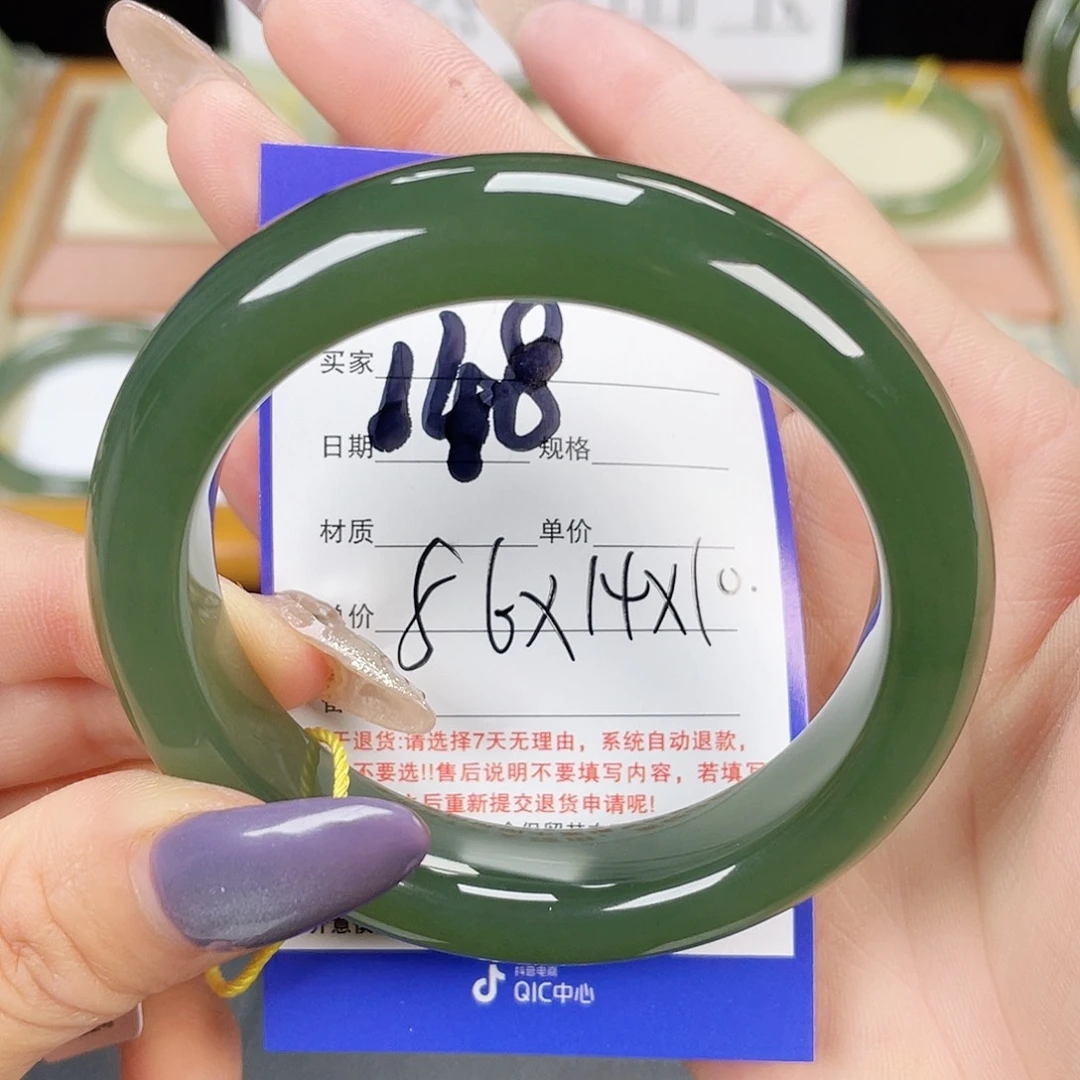 148
买家
日期 规格
材质 单价
价
86×14×10.
退货:请选择7天无理由，系统自动退款，
不要选!!售后说明不要填写内容，若填写
后重新提交退货申请呢!
抖音电商
QIC中心